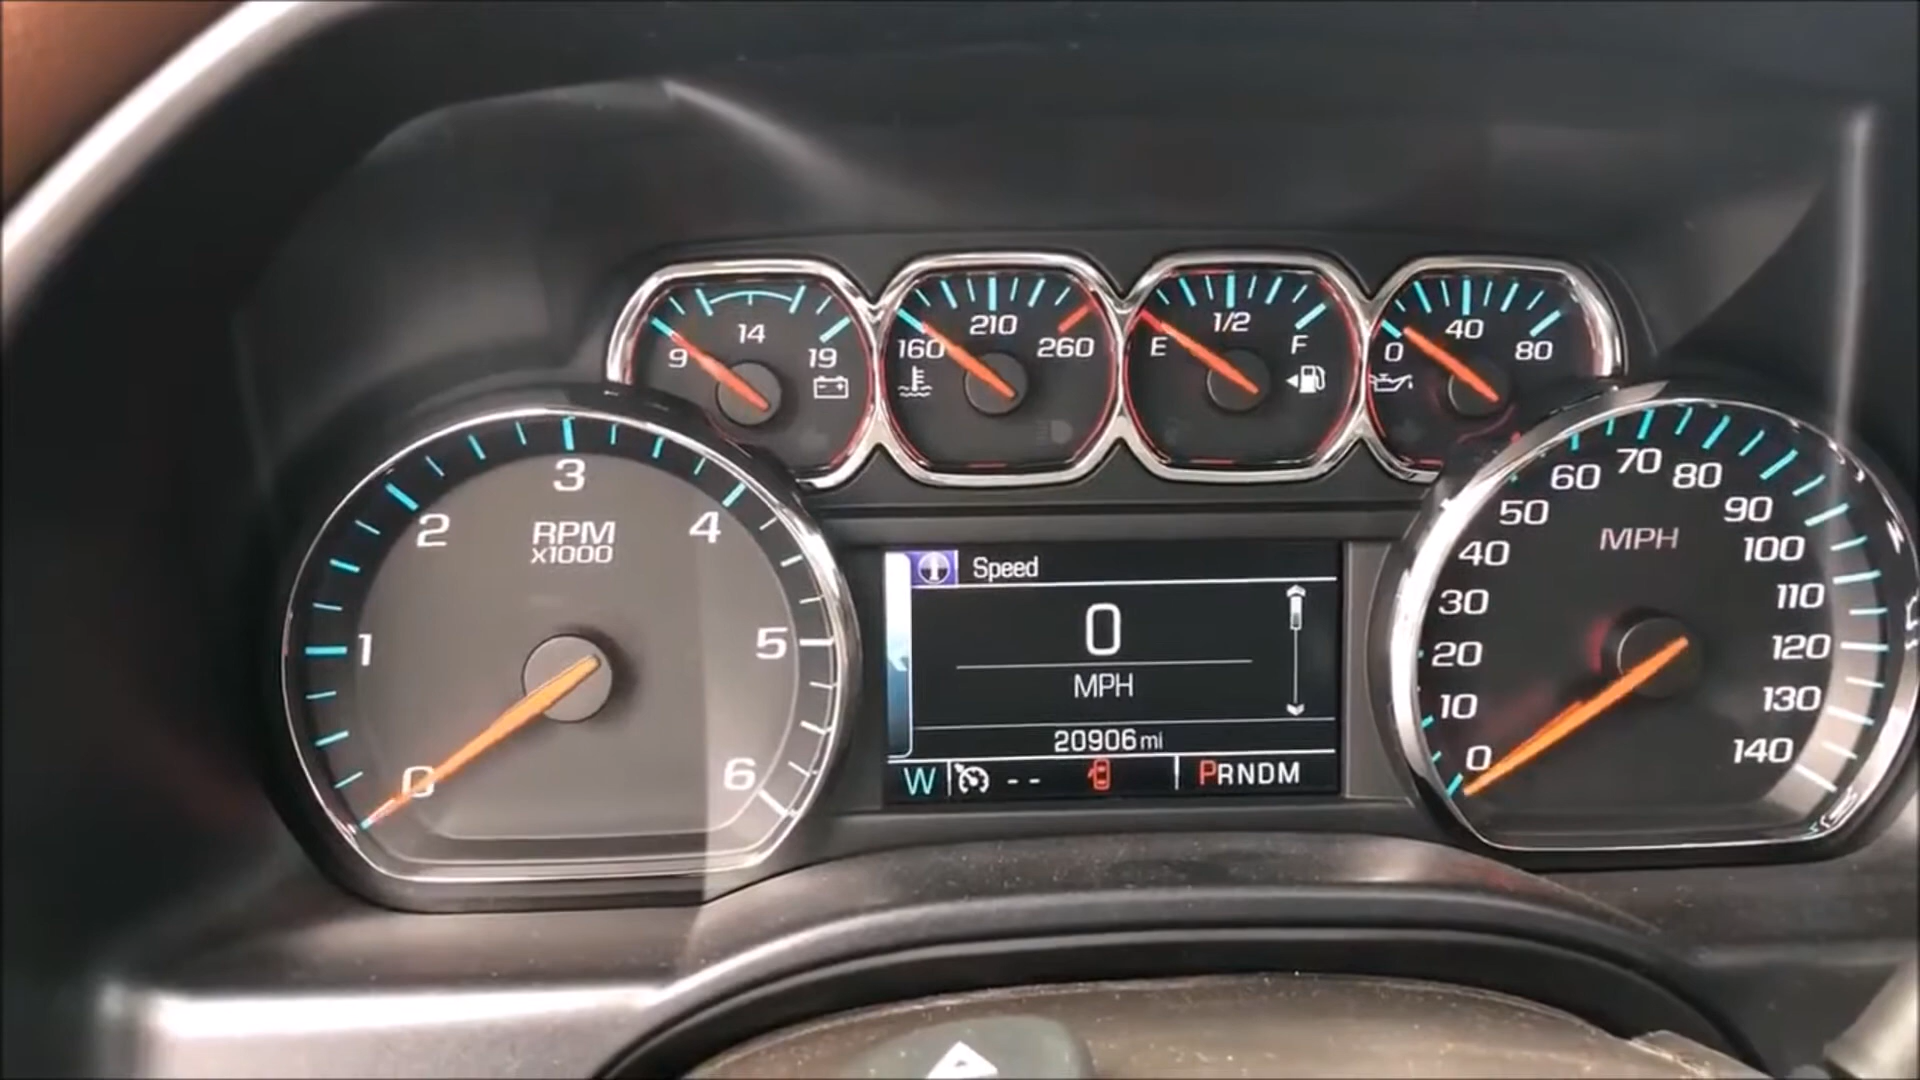 9 14 19
160 210 260
E 1/2 F
0 40 80
0 1 2 3 4 5 6
RPM
x1000
Speed
0
MPH
20906 mi
W -- PRNDM
0 10 20 30 40 50 60 70 80 90 100 110 120 130 140
MPH